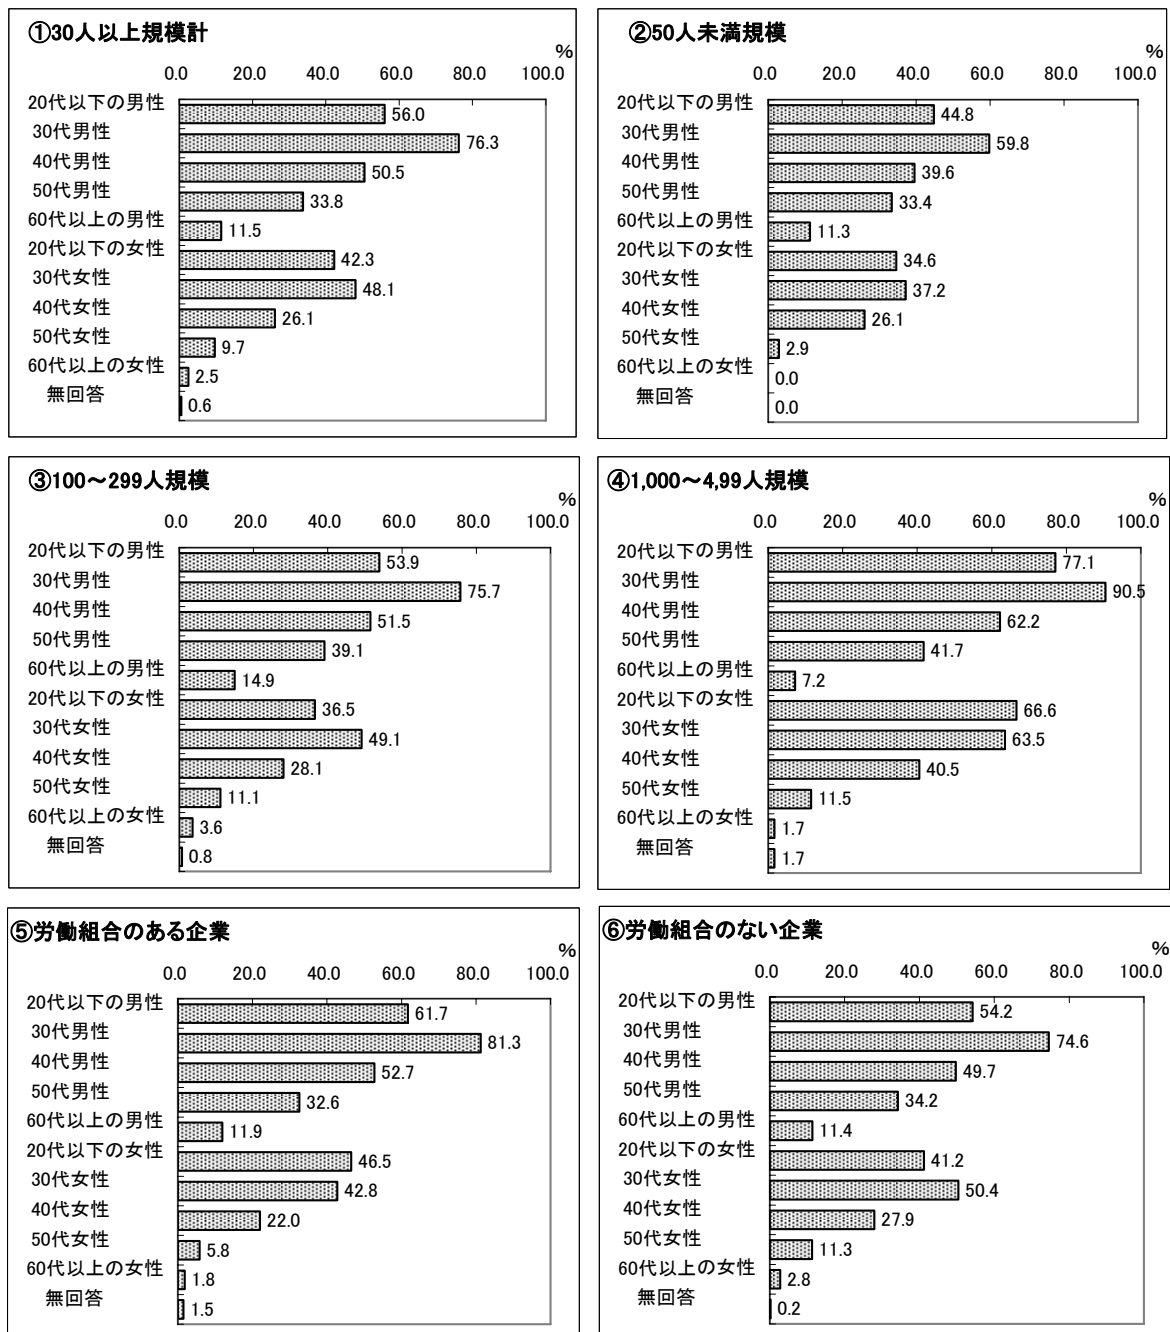 ①30人以上規模計
%
0.0 20.0 40.0 60.0 80.0 100.0
20代以下の男性 56.0
30代男性 76.3
40代男性 50.5
50代男性 33.8
60代以上の男性 11.5
20代以下の女性 42.3
30代女性 48.1
40代女性 26.1
50代女性 9.7
60代以上の女性 2.5
無回答 0.6
②50人未満規模
%
0.0 20.0 40.0 60.0 80.0 100.0
20代以下の男性 44.8
30代男性 59.8
40代男性 39.6
50代男性 33.4
60代以上の男性 11.3
20代以下の女性 34.6
30代女性 37.2
40代女性 26.1
50代女性 2.9
60代以上の女性 0.0
無回答 0.0
③100～299人規模
%
0.0 20.0 40.0 60.0 80.0 100.0
20代以下の男性 53.9
30代男性 75.7
40代男性 51.5
50代男性 39.1
60代以上の男性 14.9
20代以下の女性 36.5
30代女性 49.1
40代女性 28.1
50代女性 11.1
60代以上の女性 3.6
無回答 0.8
④1,000～4,99人規模
%
0.0 20.0 40.0 60.0 80.0 100.0
20代以下の男性 77.1
30代男性 90.5
40代男性 62.2
50代男性 41.7
60代以上の男性 7.2
20代以下の女性 66.6
30代女性 63.5
40代女性 40.5
50代女性 11.5
60代以上の女性 1.7
無回答 1.7
⑤労働組合のある企業
%
0.0 20.0 40.0 60.0 80.0 100.0
20代以下の男性 61.7
30代男性 81.3
40代男性 52.7
50代男性 32.6
60代以上の男性 11.9
20代以下の女性 46.5
30代女性 42.8
40代女性 22.0
50代女性 5.8
60代以上の女性 1.8
無回答 1.5
⑥労働組合のない企業
%
0.0 20.0 40.0 60.0 80.0 100.0
20代以下の男性 54.2
30代男性 74.6
40代男性 49.7
50代男性 34.2
60代以上の男性 11.4
20代以下の女性 41.2
30代女性 50.4
40代女性 27.9
50代女性 11.3
60代以上の女性 2.8
無回答 0.2